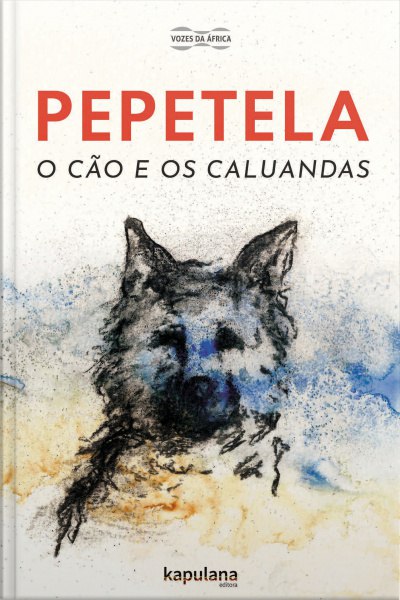 VOZES DA ÁFRICA
PEPETELA
O CÃO E OS CALUANDAS
kapulana
editora